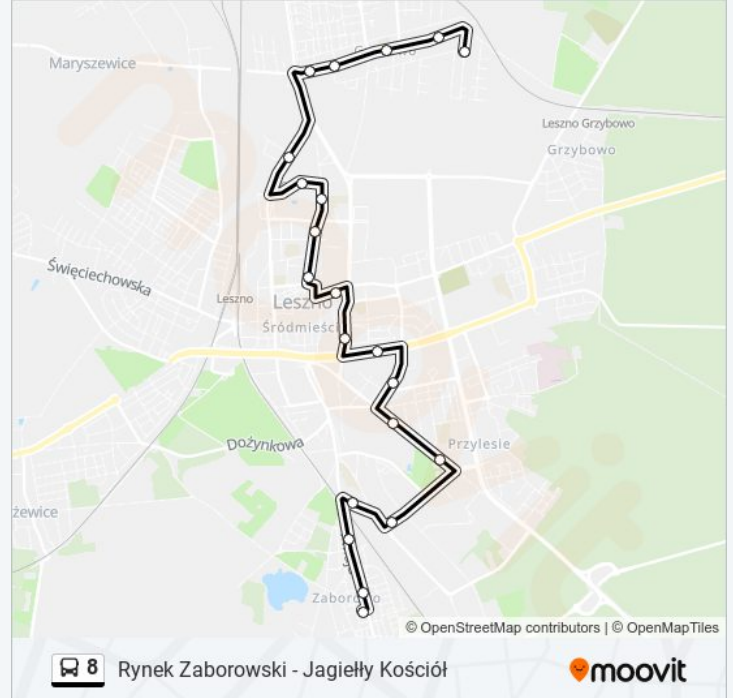 Maryszewice
Leszno Grzybowo
Grzybowo
Święciechowska
Leszno
Leszno
Śródmieści
Dożynkowa
Przylesie
żewice
Zaborowo
© OpenStreetMap contributors | © OpenMapTiles
8 Rynek Zaborowski - Jagiełły Kościół
moovit